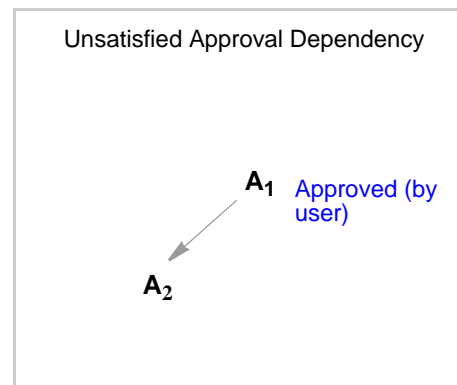 Unsatisfied Approval Dependency
A₁ Approved (by
user)
A₂